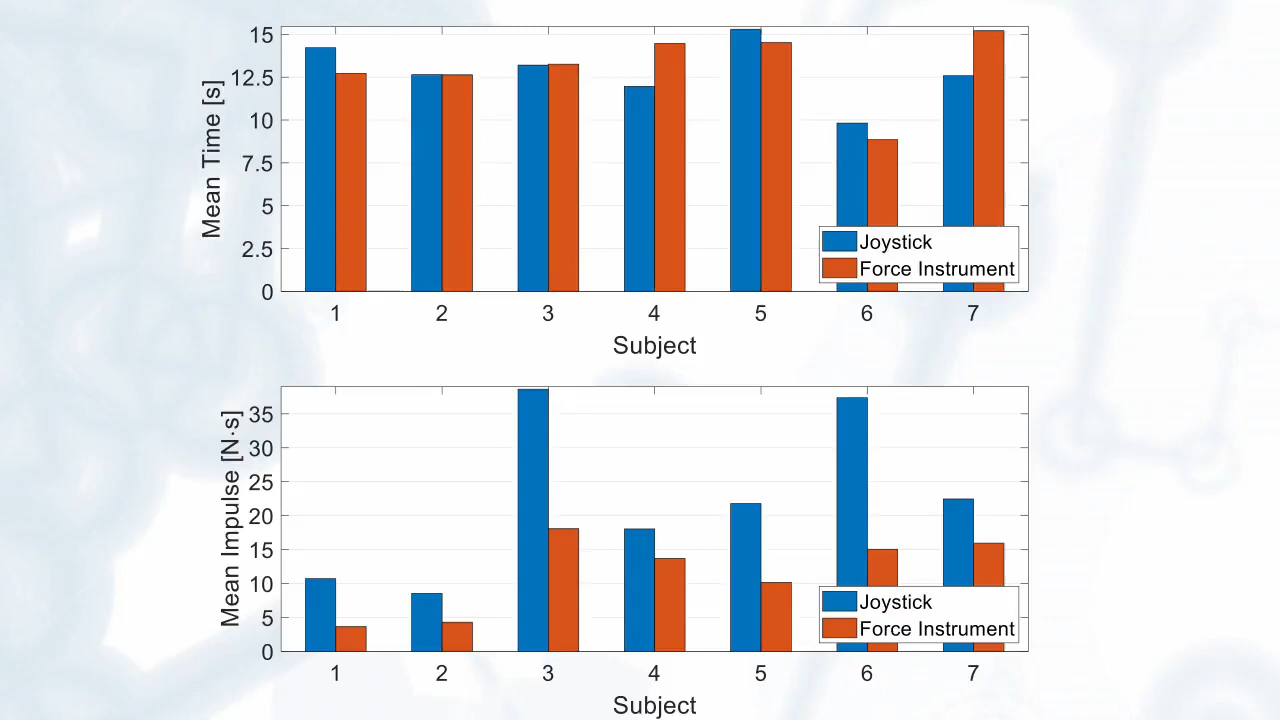 15
12.5
10
7.5
5
2.5
0
Mean Time [s]
Joystick
Force Instrument
1 2 3 4 5 6 7
Subject
35
30
25
20
15
10
5
0
Mean Impulse [N·s]
Joystick
Force Instrument
1 2 3 4 5 6 7
Subject